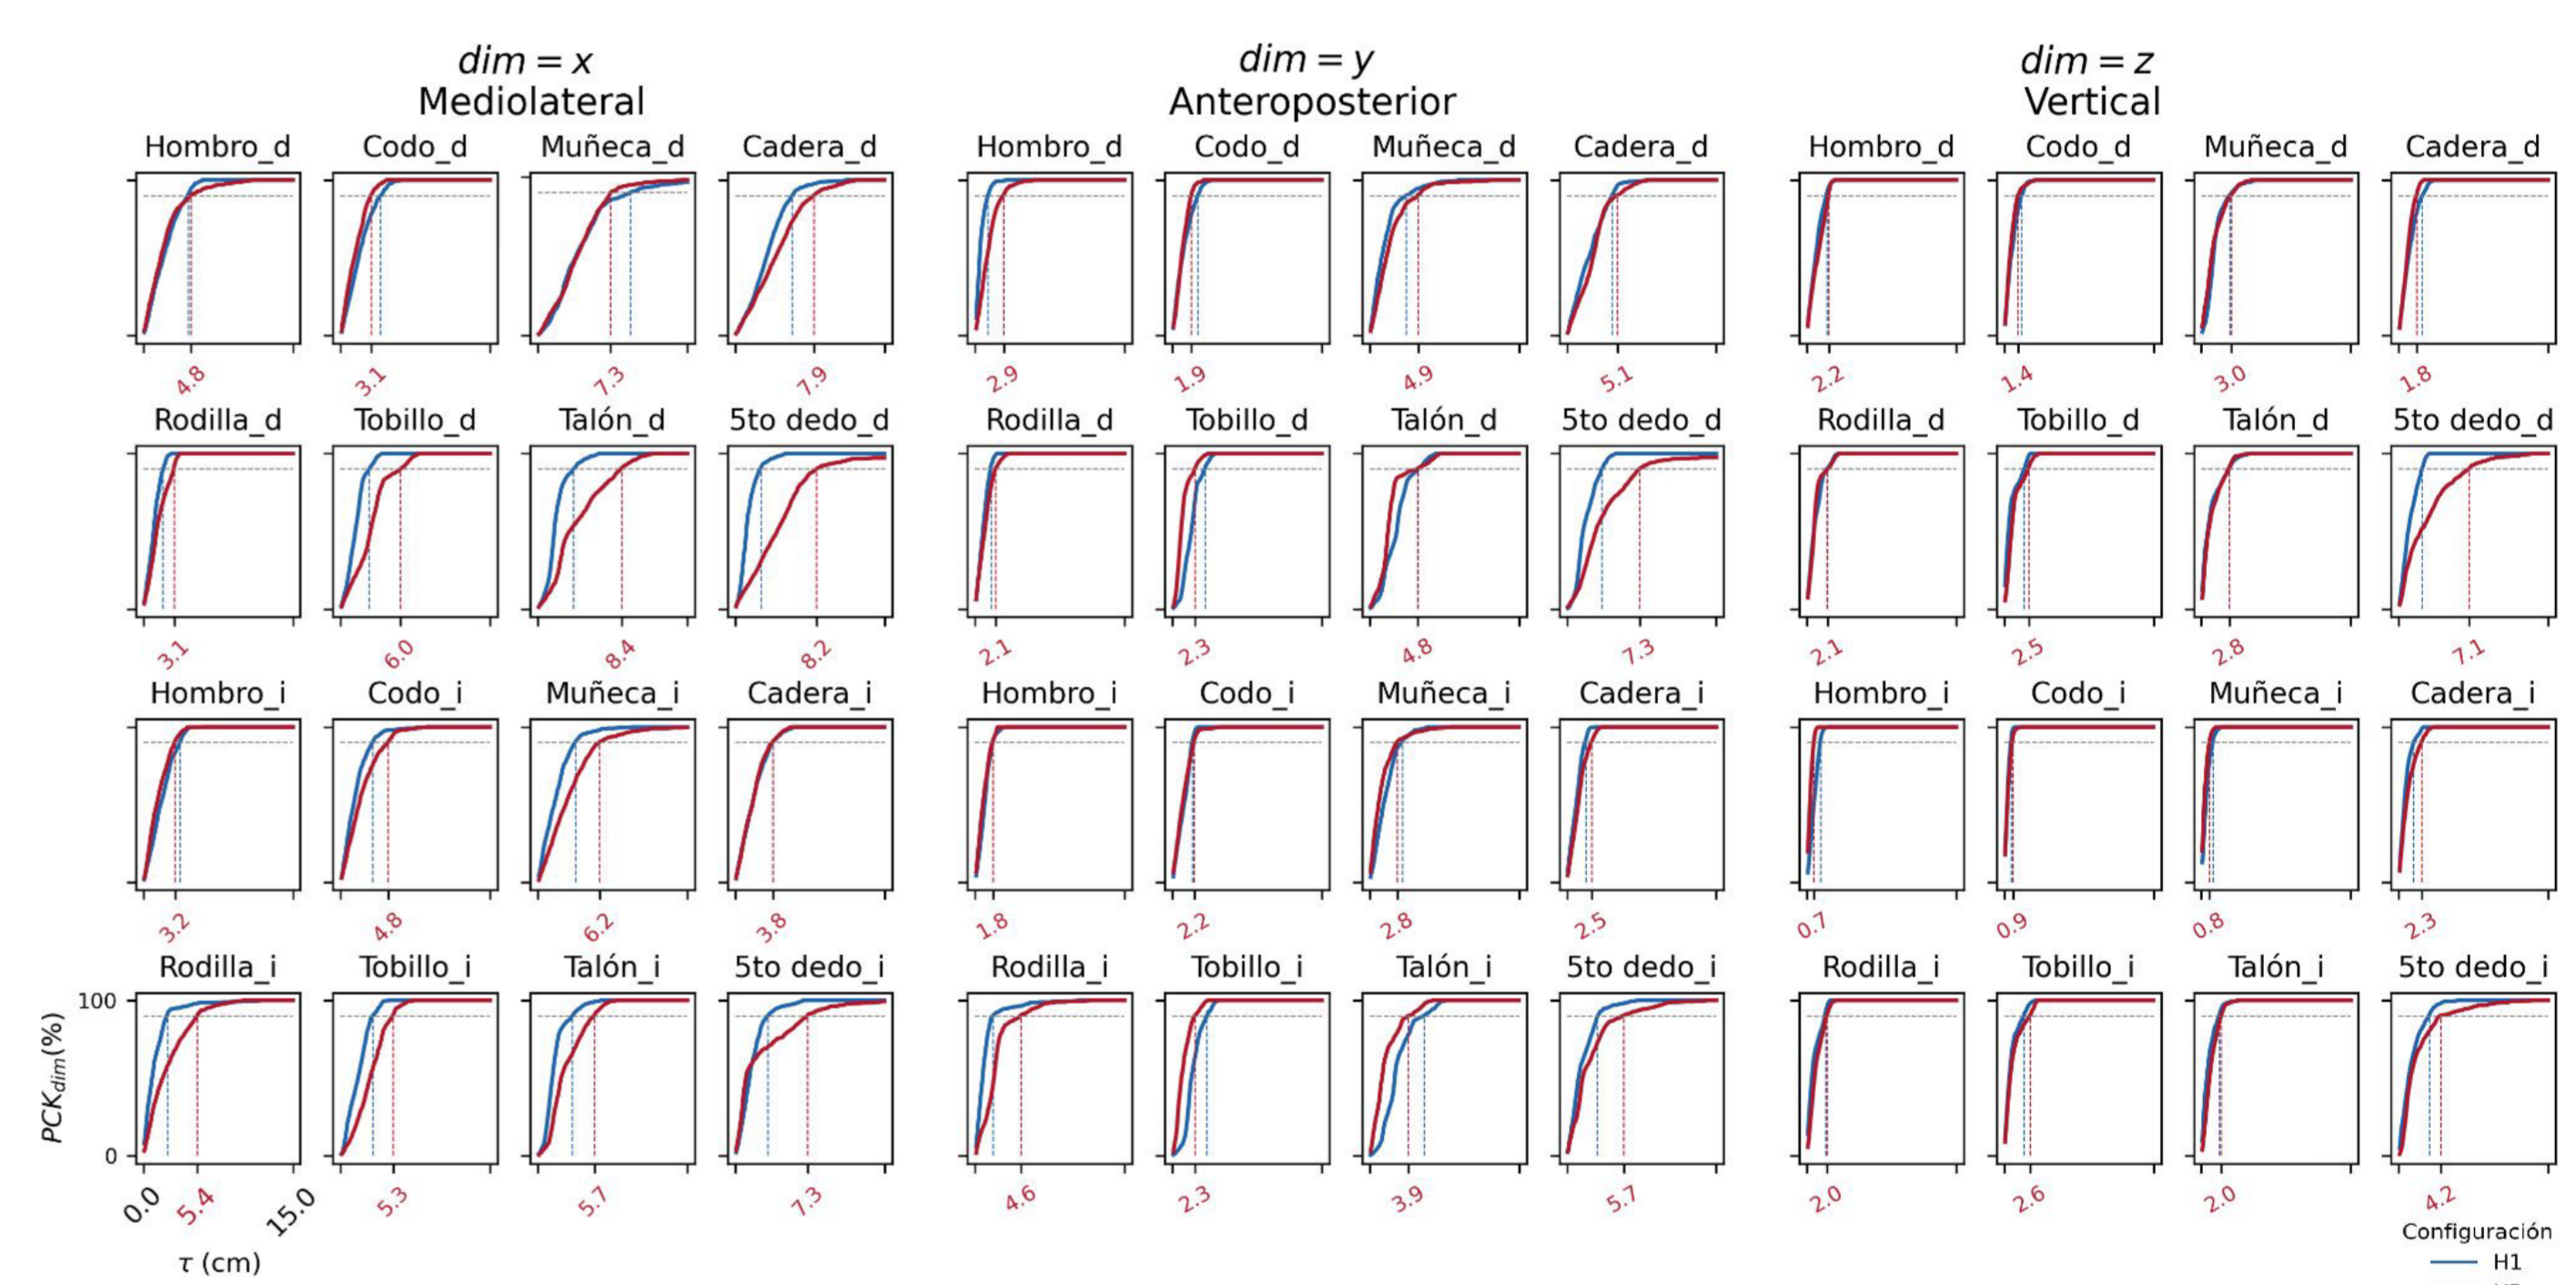 dim = x
Mediolateral
dim = y
Anteroposterior
dim = z
Vertical
Hombro_d Codo_d Muñeca_d Cadera_d Hombro_d Codo_d Muñeca_d Cadera_d Hombro_d Codo_d Muñeca_d Cadera_d
4.8 3.1 7.3 7.9 2.9 1.9 4.9 5.1 2.2 1.4 3.0 1.8
Rodilla_d Tobillo_d Talón_d 5to dedo_d Rodilla_d Tobillo_d Talón_d 5to dedo_d Rodilla_d Tobillo_d Talón_d 5to dedo_d
3.1 6.0 8.4 8.2 2.1 2.3 4.8 7.3 2.1 2.5 2.8 7.1
Hombro_i Codo_i Muñeca_i Cadera_i Hombro_i Codo_i Muñeca_i Cadera_i Hombro_i Codo_i Muñeca_i Cadera_i
3.2 4.8 6.2 3.8 1.8 2.2 2.8 2.5 0.7 0.9 0.8 2.3
Rodilla_i Tobillo_i Talón_i 5to dedo_i Rodilla_i Tobillo_i Talón_i 5to dedo_i Rodilla_i Tobillo_i Talón_i 5to dedo_i
100
PCK_dim(%)
0
0.0 5.4 15.0 5.3 5.7 7.3 4.6 2.3 3.9 5.7 2.0 2.6 2.0 4.2
τ (cm)
Configuración
H1